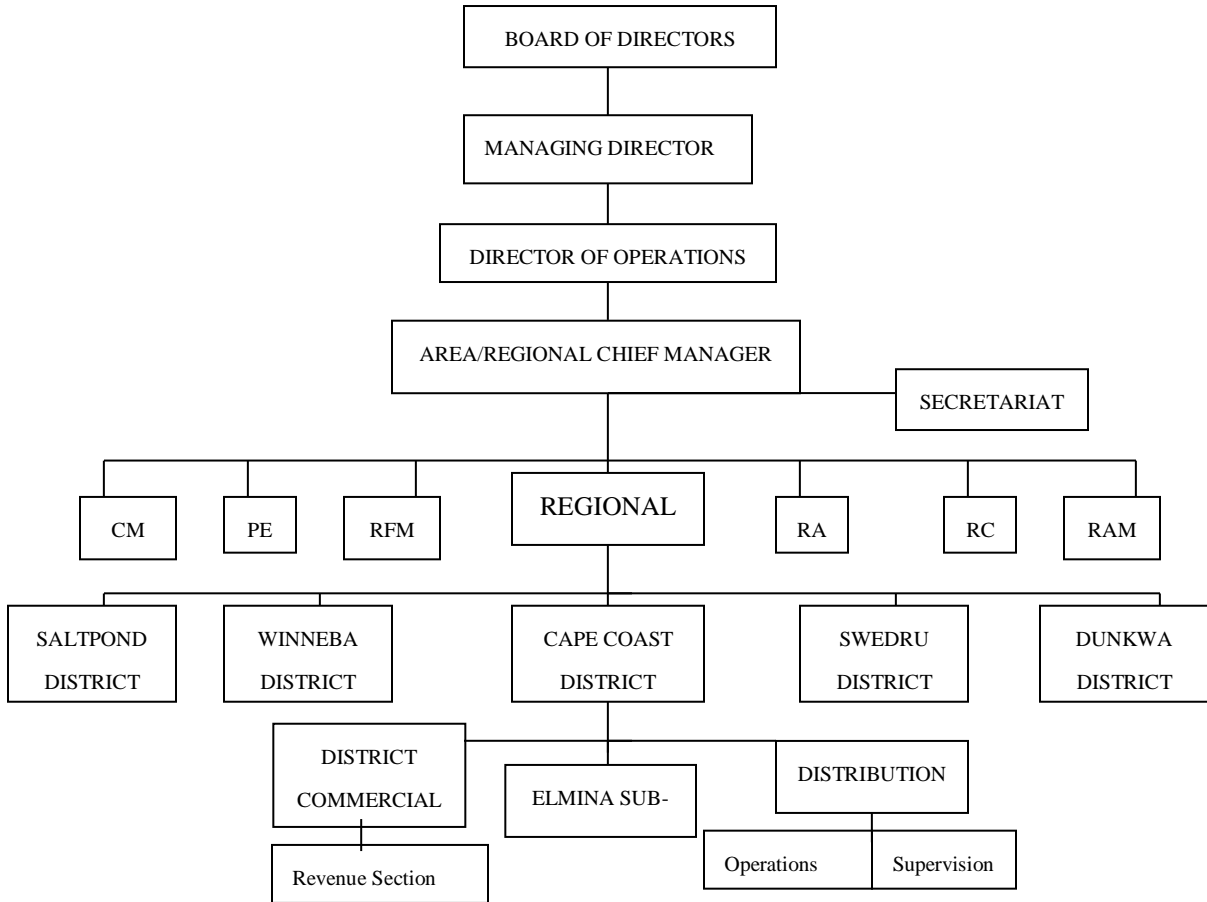 BOARD OF DIRECTORS
MANAGING DIRECTOR
DIRECTOR OF OPERATIONS
AREA/REGIONAL CHIEF MANAGER
SECRETARIAT
CM
PE
RFM
REGIONAL
RA
RC
RAM
SALTPOND
DISTRICT
WINNEBA
DISTRICT
CAPE COAST
DISTRICT
SWEDRU
DISTRICT
DUNKWA
DISTRICT
DISTRICT
COMMERCIAL
ELMINA SUB-
DISTRIBUTION
Revenue Section
Operations
Supervision